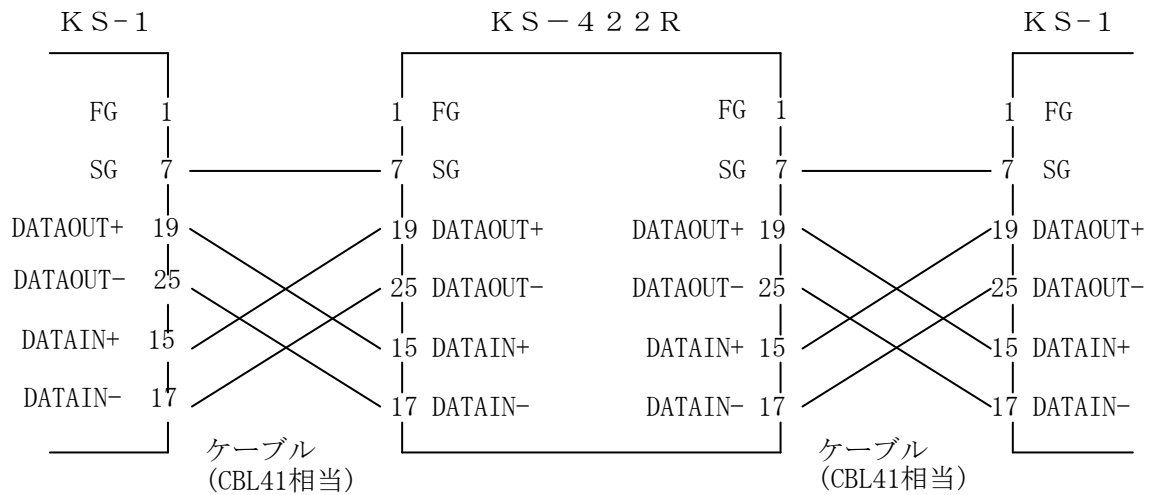 ＫＳ-1 ＫＳ－４２２Ｒ ＫＳ-1
FG 1 1 FG FG 1 1 FG
SG 7 7 SG SG 7 7 SG
DATAOUT+ 19 19 DATAOUT+ DATAOUT+ 19 19 DATAOUT+
DATAOUT- 25 25 DATAOUT- DATAOUT- 25 25 DATAOUT-
DATAIN+ 15 15 DATAIN+ DATAIN+ 15 15 DATAIN+
DATAIN- 17 17 DATAIN- DATAIN- 17 17 DATAIN-
ケーブル ケーブル
(CBL41相当) (CBL41相当)